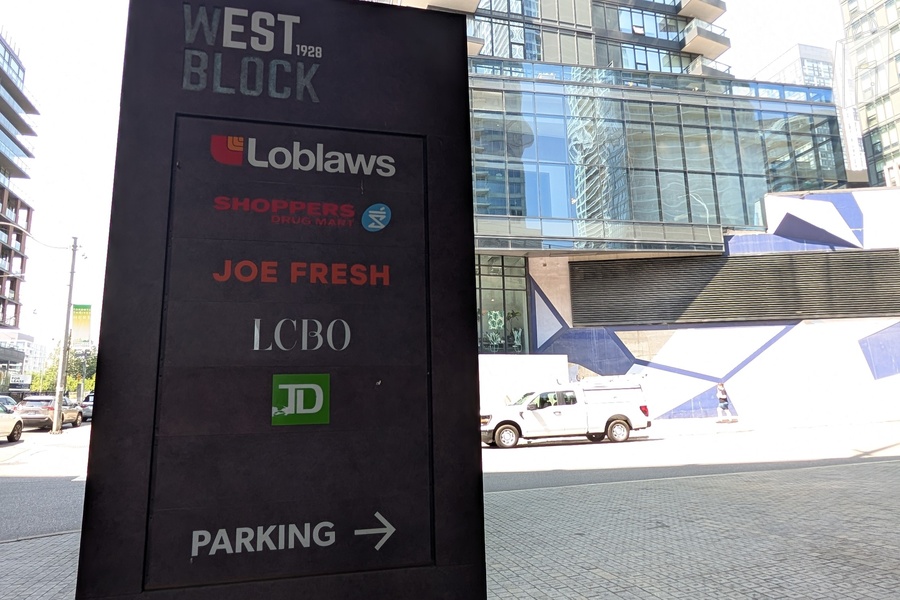 WEST
1928
BLOCK
Loblaws
SHOPPERS
DRUG MART
JOE FRESH
LCBO
TD
PARKING →